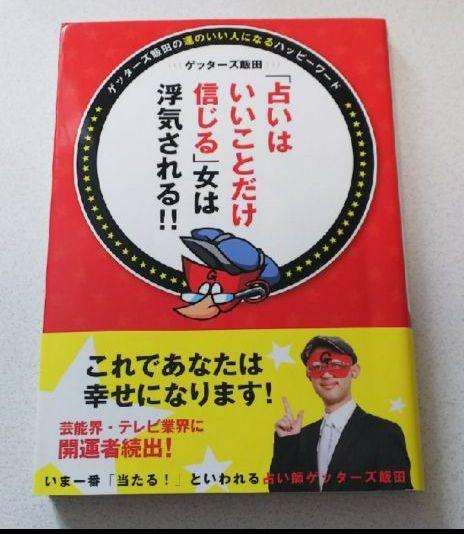 ゲッターズ飯田の運のいい人になるハッピーワード
ゲッターズ飯田
「占いは
いいことだけ
信じる」女は
浮気される!!
G
これであなたは
幸せになります!
G
芸能界・テレビ業界に
開運者続出!
いま一番「当たる!」といわれる占い師ゲッターズ飯田